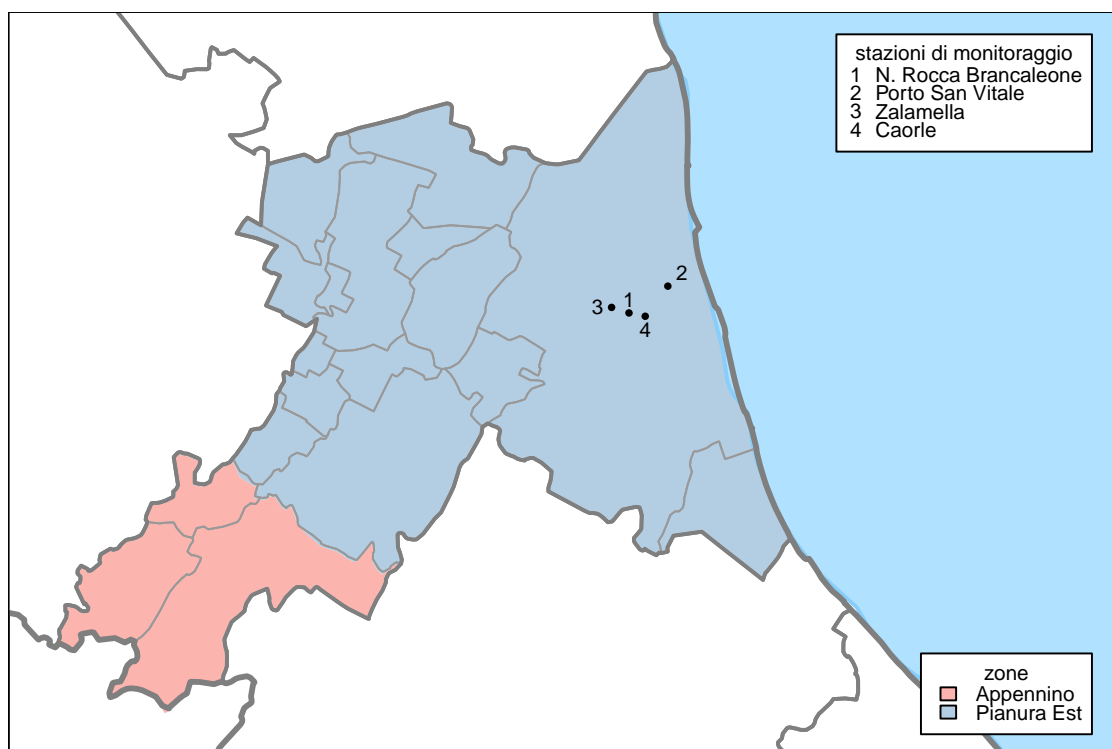 stazioni di monitoraggio
1 N. Rocca Brancaleone
2 Porto San Vitale
3 Zalamella
4 Caorle
2
3
1
4
zone
Appennino
Pianura Est